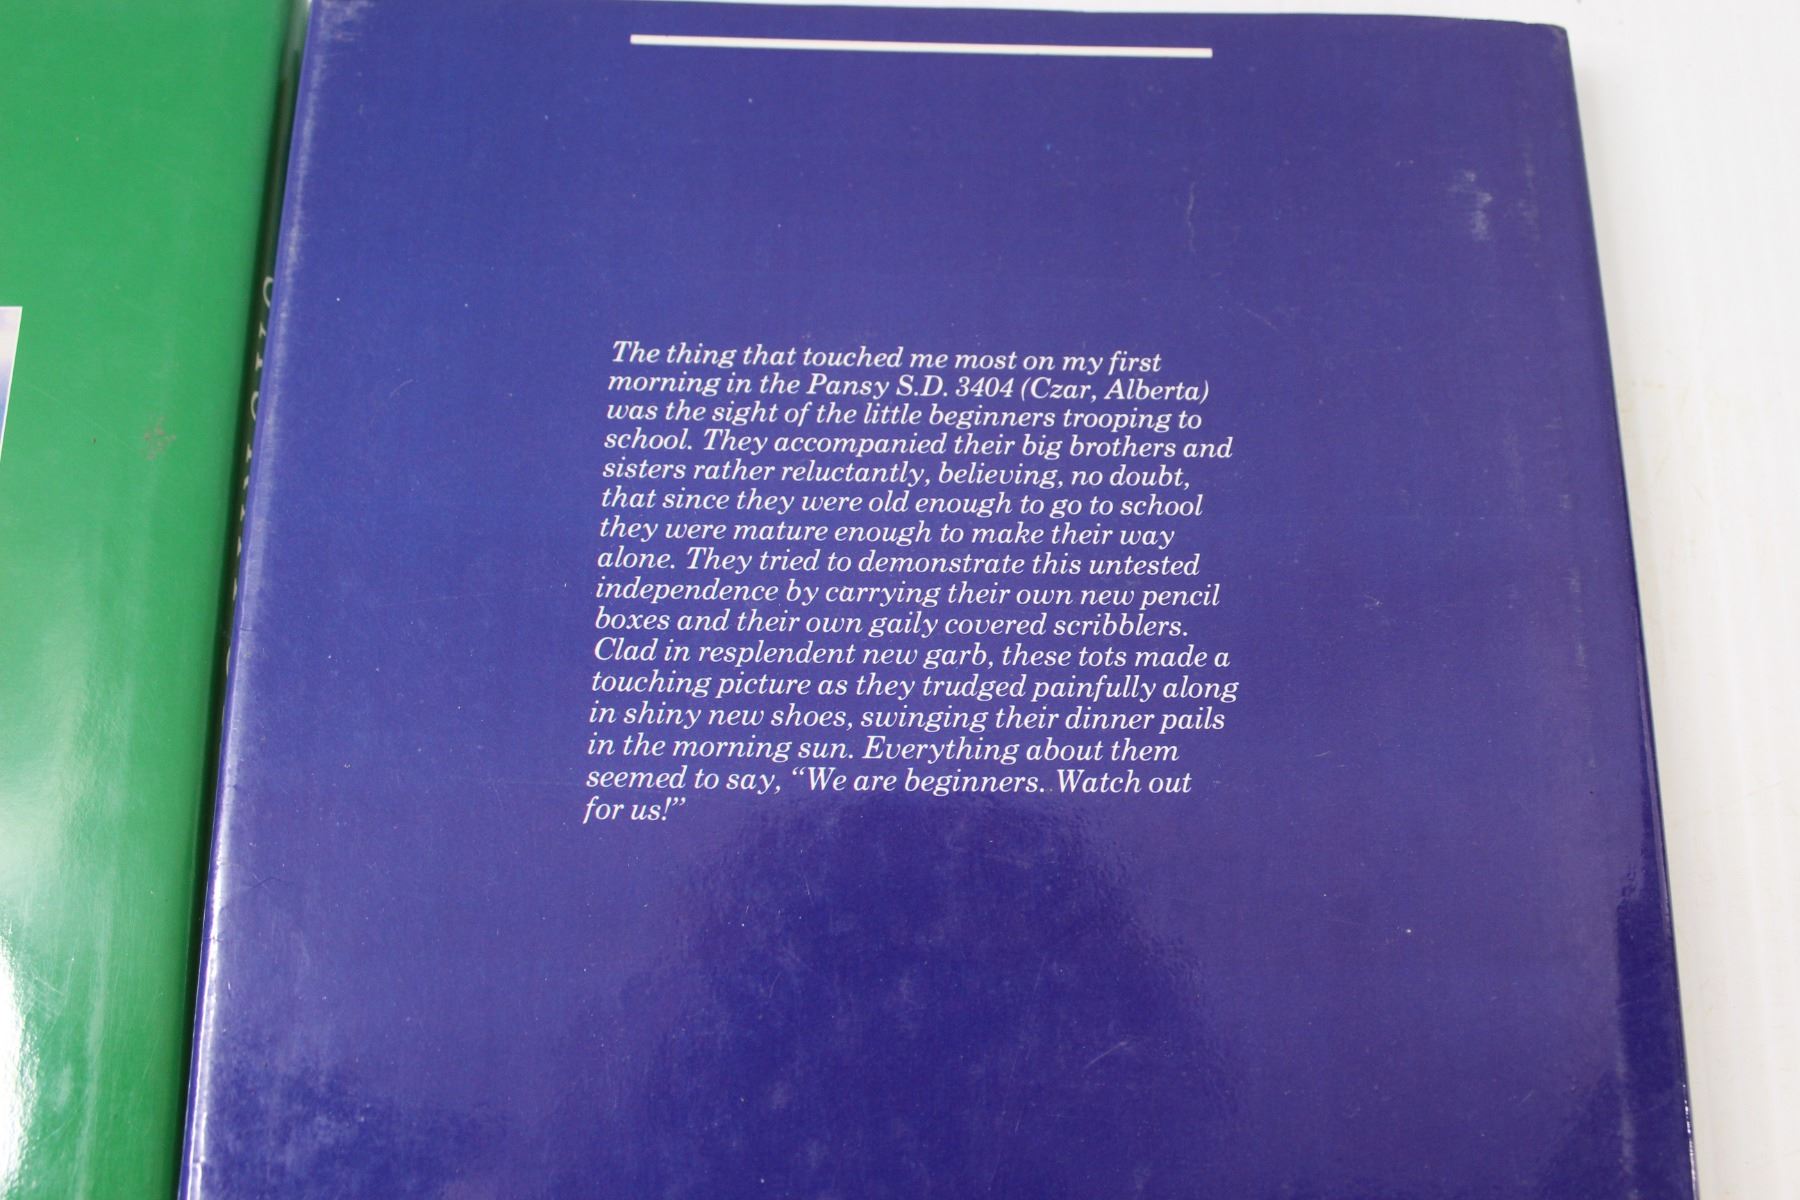 The thing that touched me most on my first
morning in the Pansy S.D. 3404 (Czar, Alberta)
was the sight of the little beginners trooping to
school. They accompanied their big brothers and
sisters rather reluctantly, believing, no doubt,
that since they were old enough to go to school
they were mature enough to make their way
alone. They tried to demonstrate this untested
independence by carrying their own new pencil
boxes and their own gaily covered scribblers.
Clad in resplendent new garb, these tots made a
touching picture as they trudged painfully along
in shiny new shoes, swinging their dinner pails
in the morning sun. Everything about them
seemed to say, “We are beginners. Watch out
for us!”